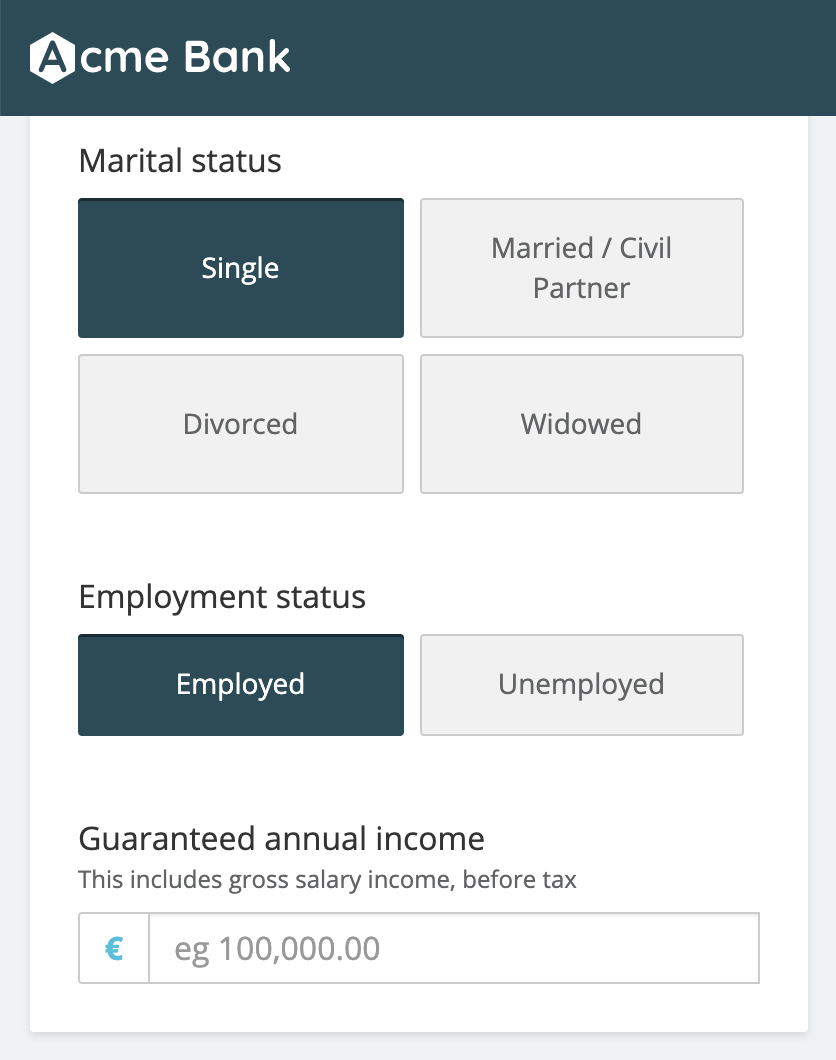 Acme Bank
Marital status
Single
Married / Civil
Partner
Divorced
Widowed
Employment status
Employed
Unemployed
Guaranteed annual income
This includes gross salary income, before tax
€ eg 100,000.00